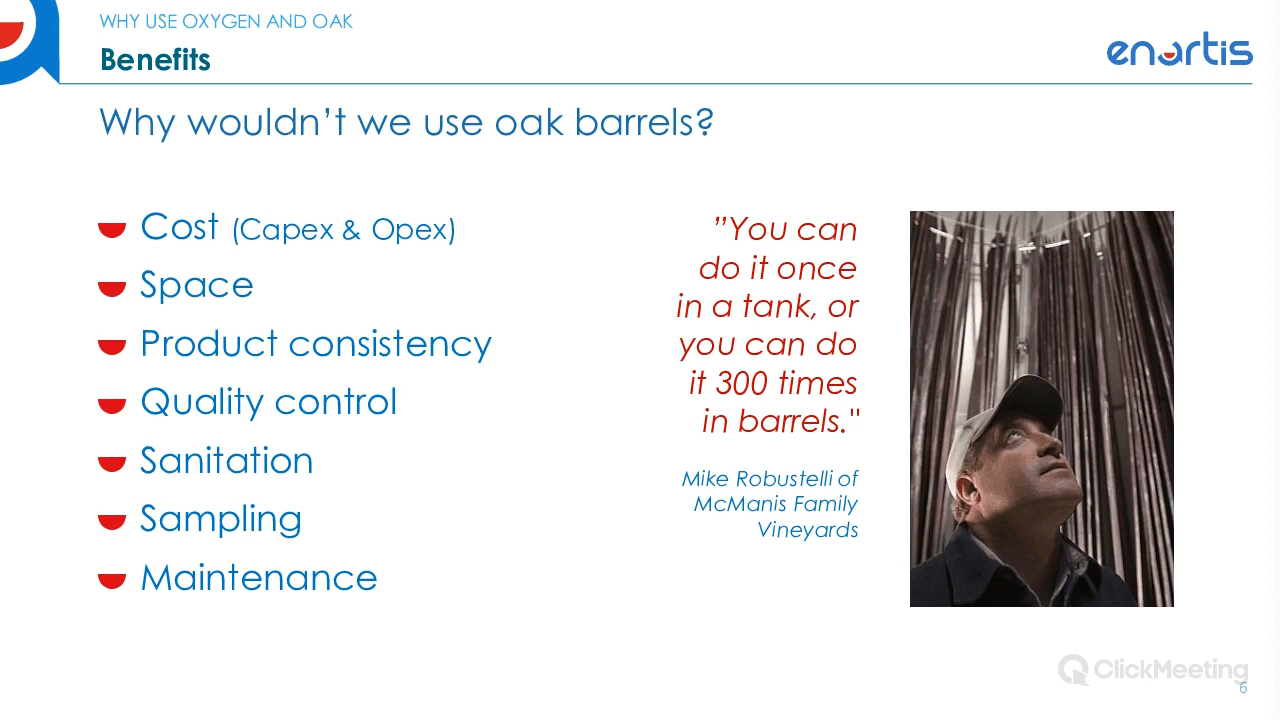 WHY USE OXYGEN AND OAK
Benefits
enartis
Why wouldn’t we use oak barrels?
Cost (Capex & Opex)
Space
Product consistency
Quality control
Sanitation
Sampling
Maintenance
”You can
do it once
in a tank, or
you can do
it 300 times
in barrels."
Mike Robustelli of
McManis Family
Vineyards
ClickMeeting
6